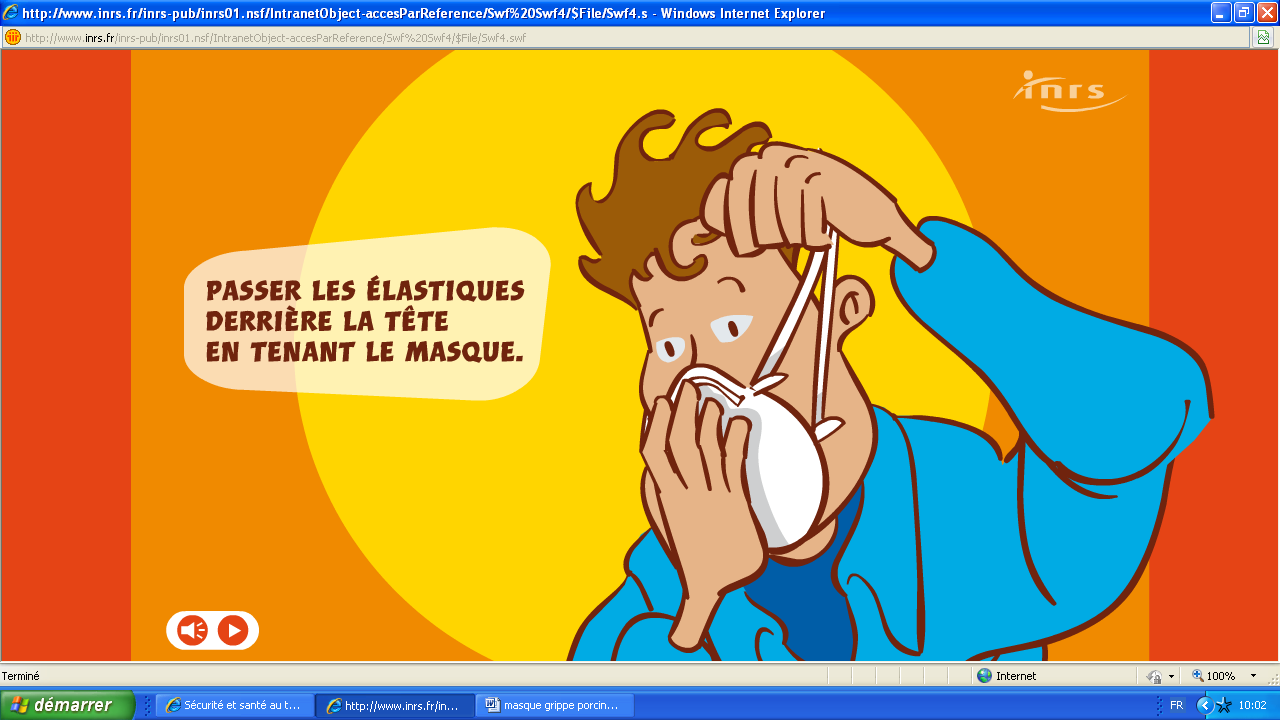 http://www.inrs.fr/inrs-pub/inrs01.nsf/IntranetObject-accesParReference/Swf%20Swf4/$File/Swf4.s - Windows Internet Explorer
http://www.inrs.fr/inrs-pub/inrs01.nsf/IntranetObject-accesParReference/Swf%20Swf4/$File/Swf4.swf
inrs
PASSER LES ÉLASTIQUES
DERRIÈRE LA TÊTE
EN TENANT LE MASQUE.
Terminé
Internet
100%
démarrer
Sécurité et santé au t...
http://www.inrs.fr/in...
masque grippe porcin...
FR
10:02